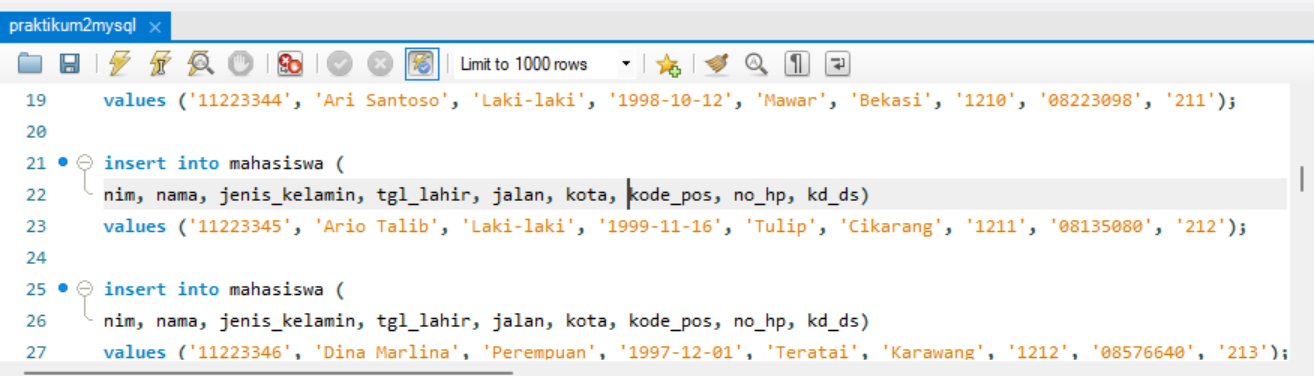 praktikum2mysql ×
Limit to 1000 rows
19 values ('11223344', 'Ari Santoso', 'Laki-laki', '1998-10-12', 'Mawar', 'Bekasi', '1210', '08223098', '211');
20
21 insert into mahasiswa (
22 nim, nama, jenis_kelamin, tgl_lahir, jalan, kota, kode_pos, no_hp, kd_ds)
23 values ('11223345', 'Ario Talib', 'Laki-laki', '1999-11-16', 'Tulip', 'Cikarang', '1211', '08135080', '212');
24
25 insert into mahasiswa (
26 nim, nama, jenis_kelamin, tgl_lahir, jalan, kota, kode_pos, no_hp, kd_ds)
27 values ('11223346', 'Dina Marlina', 'Perempuan', '1997-12-01', 'Teratai', 'Karawang', '1212', '08576640', '213');